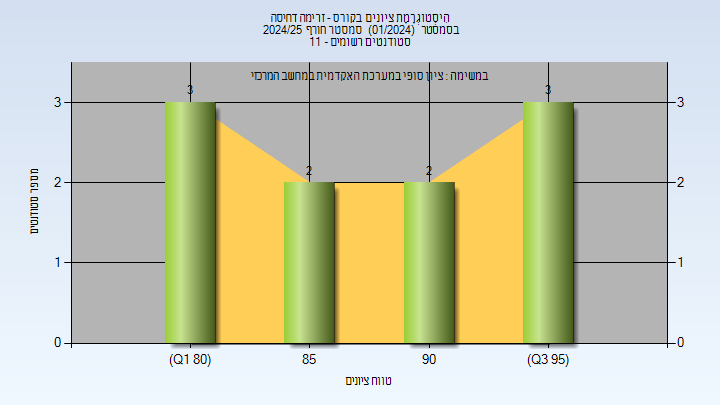 היסטוגרמת ציונים בקורס - זרימה דחיסה
בסמסטר (01/2024) סמסטר חורף 2024/25
סטודנטים רשומים - 11
במשימה : ציון סופי במערכת האקדמית במחשב המרכזי
3 2 2 3
3 3
2 2
1 1
0 0
מספר סטודנטים
(Q1 80) 85 90 (Q3 95)
טווח ציונים